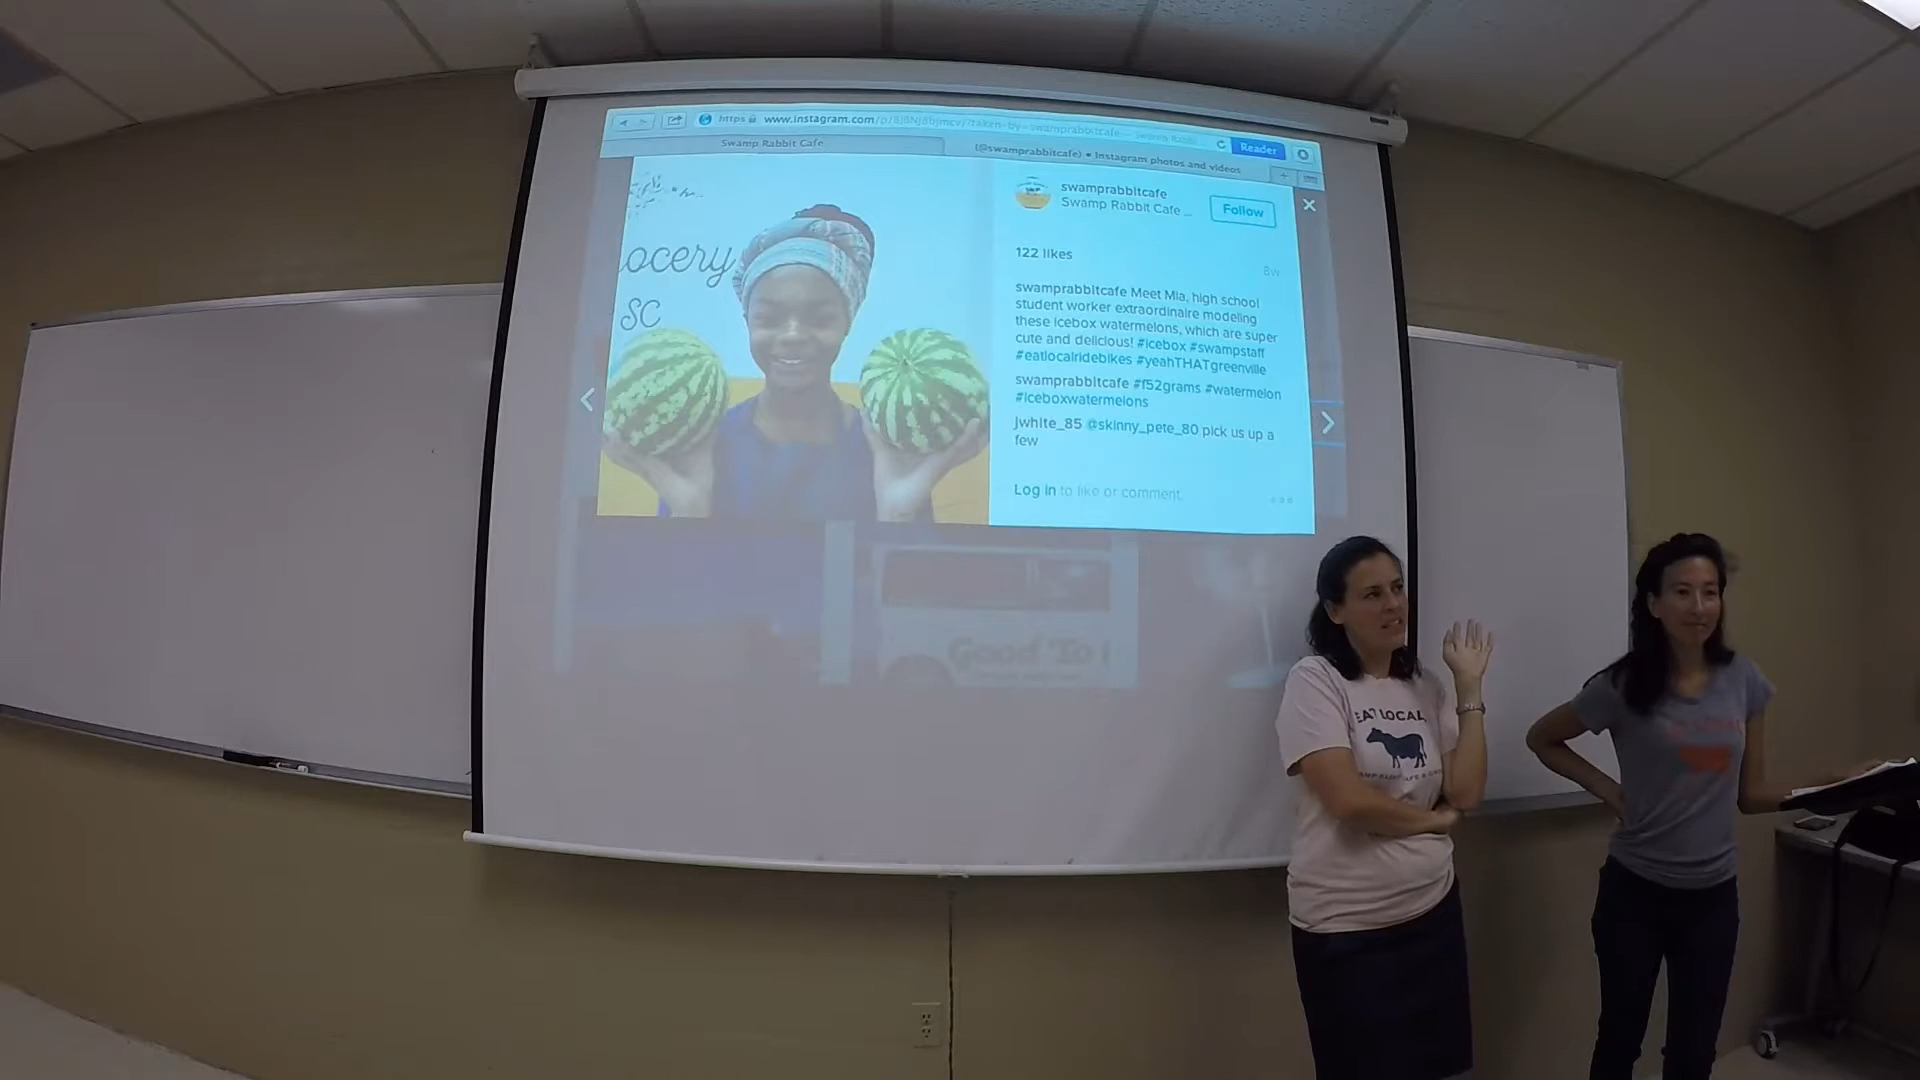 https www.instagram.com/p/
Reader
Swamp Rabbit Cafe
(@swamprabbitcafe) • Instagram photos and videos
ocery
SC
swamprabbitcafe
Swamp Rabbit Cafe ...
Follow
122 likes
8w
swamprabbitcafe Meet Mia, high school
student worker extraordinaire modeling
these icebox watermelons, which are super
cute and delicious! #icebox #swampstaff
#eatlocalridebikes #yeahTHATgreenville
swamprabbitcafe #f52grams #watermelon
#iceboxwatermelons
jwhite_85 @skinny_pete_80 pick us up a
few
Log in to like or comment.
Good To
EAT LOCAL